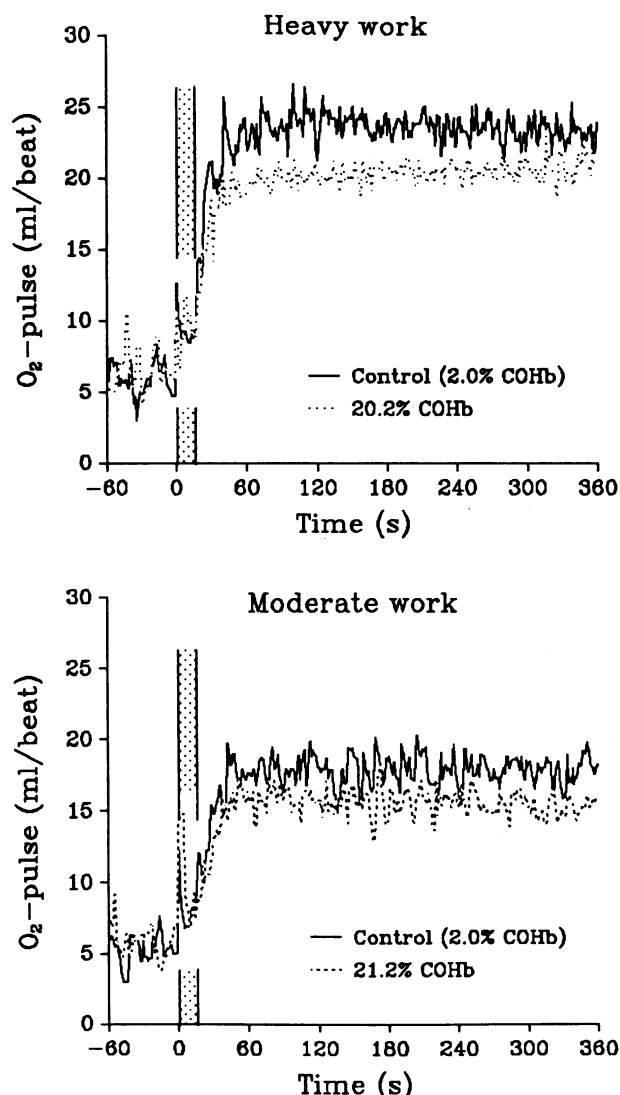 Heavy work
30
25
20
15
10
5
0
O₂-pulse (ml/beat)
Control (2.0% COHb)
20.2% COHb
-60 0 60 120 180 240 300 360
Time (s)
Moderate work
30
25
20
15
10
5
0
O₂-pulse (ml/beat)
Control (2.0% COHb)
21.2% COHb
-60 0 60 120 180 240 300 360
Time (s)